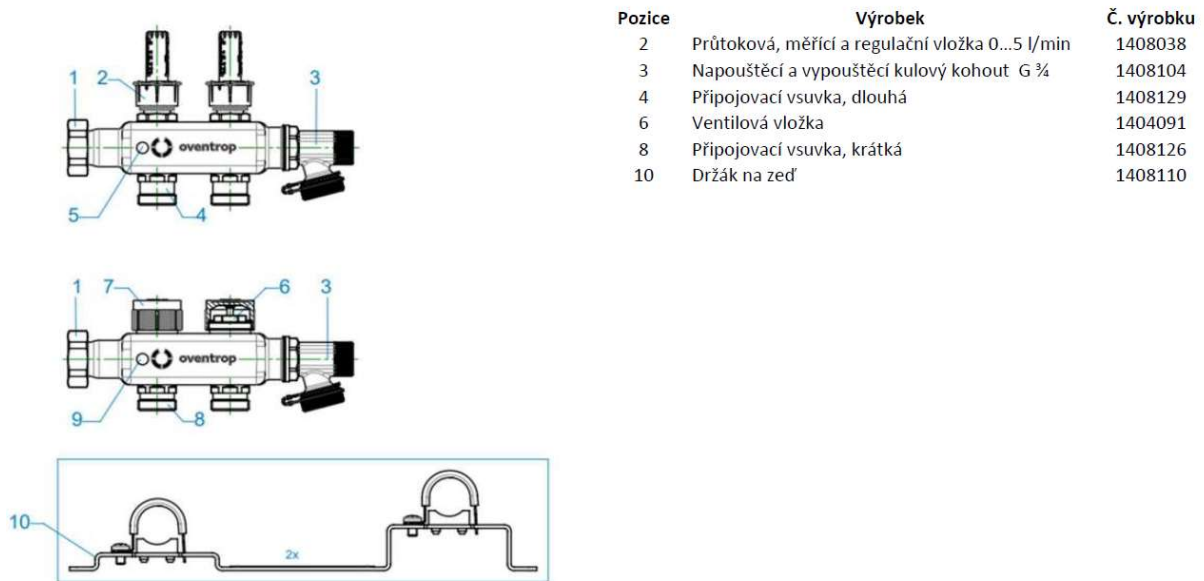 Pozice Výrobek Č. výrobku
2 Průtoková, měřící a regulační vložka 0...5 l/min 1408038
3 Napouštěcí a vypouštěcí kulový kohout G ¾ 1408104
4 Připojovací vsuvka, dlouhá 1408129
6 Ventilová vložka 1404091
8 Připojovací vsuvka, krátká 1408126
10 Držák na zeď 1408110
1 2 3
oventrop
5 4
1 7 6 3
oventrop
9 8
10
2x